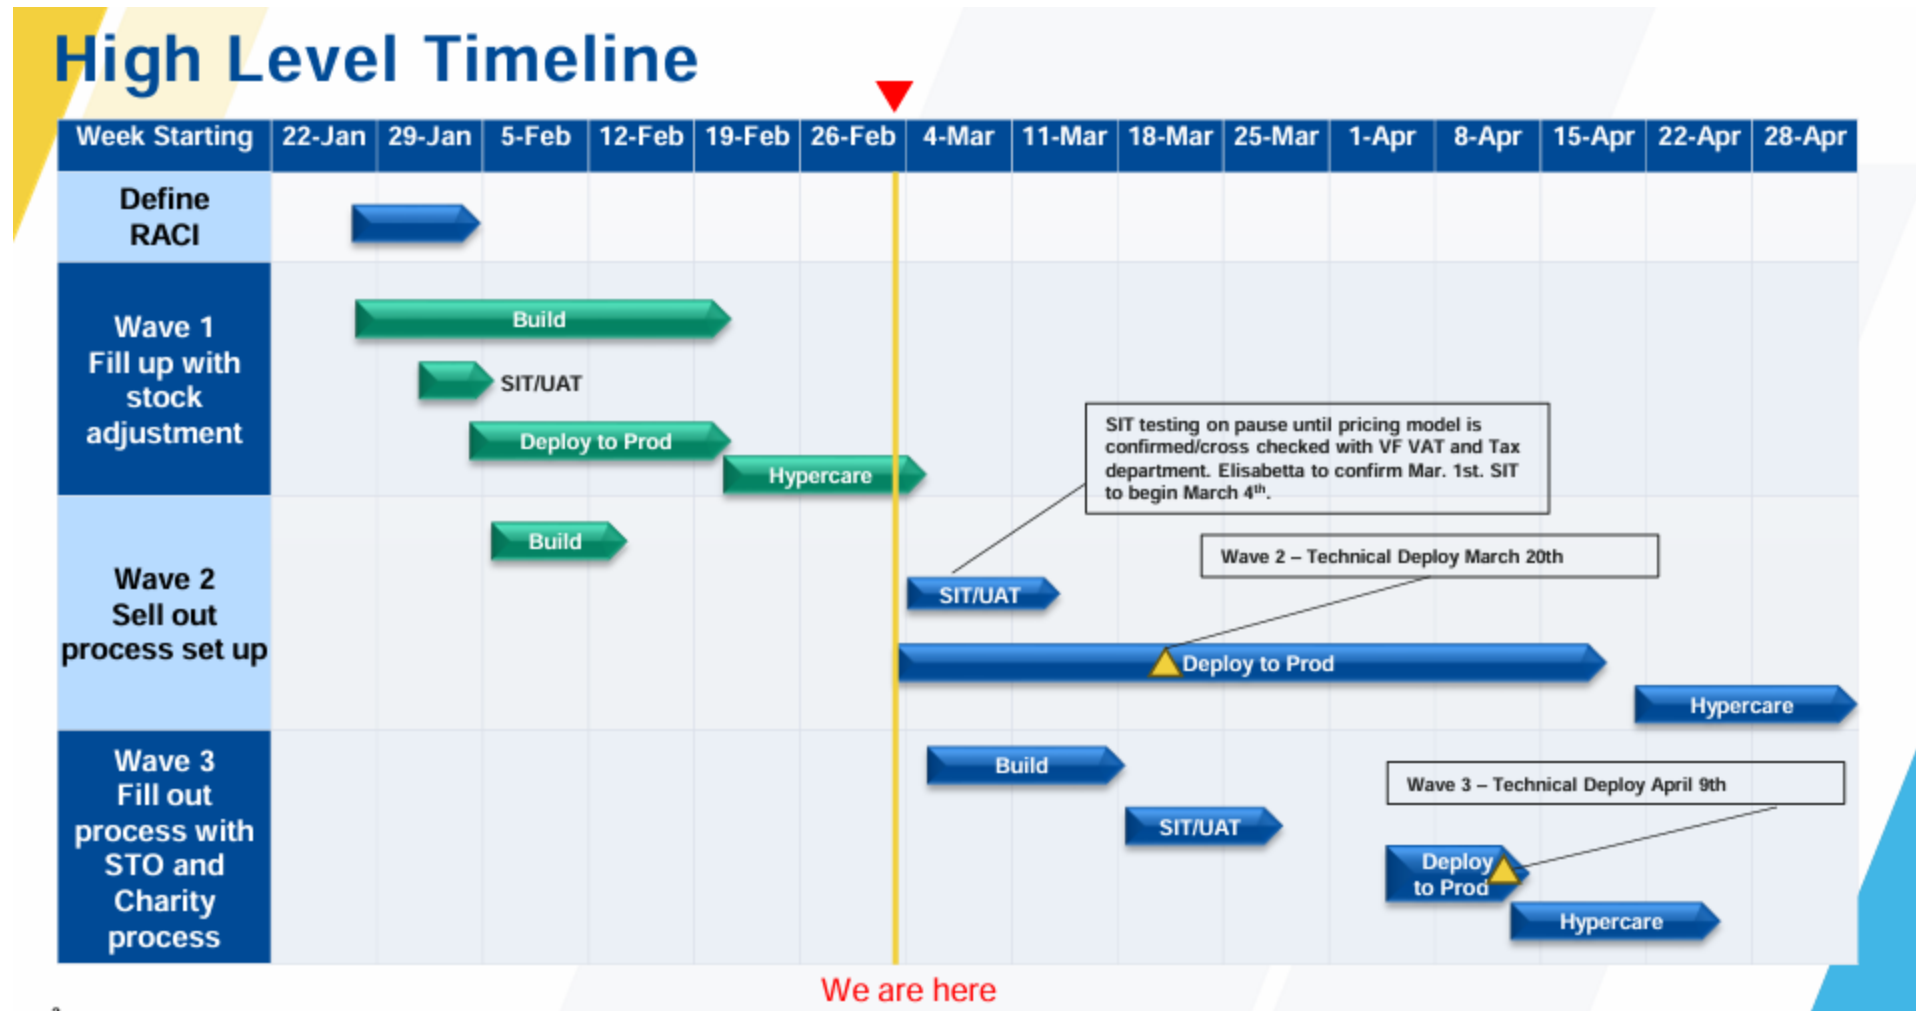 High Level Timeline
Week Starting 22-Jan 29-Jan 5-Feb 12-Feb 19-Feb 26-Feb 4-Mar 11-Mar 18-Mar 25-Mar 1-Apr 8-Apr 15-Apr 22-Apr 28-Apr
Define
RACI
Wave 1
Fill up with
stock
adjustment
Build
SIT/UAT
Deploy to Prod
Hypercare
SIT testing on pause until pricing model is
confirmed/cross checked with VF VAT and Tax
department. Elisabetta to confirm Mar. 1st. SIT
to begin March 4th.
Wave 2
Sell out
process set up
Build
Wave 2 – Technical Deploy March 20th
SIT/UAT
Deploy to Prod
Hypercare
Wave 3
Fill out
process with
STO and
Charity
process
Build
Wave 3 – Technical Deploy April 9th
SIT/UAT
Deploy
to Prod
Hypercare
We are here